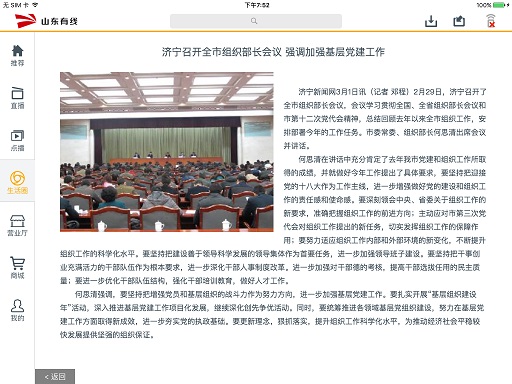 无 SIM 卡
下午7:52
100%
山东有线
推荐
直播
点播
生活圈
营业厅
商城
我的
济宁召开全市组织部长会议 强调加强基层党建工作
济宁新闻网3月1日讯（记者 邓程）2月29日，济宁召开了
全市组织部长会议。会议学习贯彻全国、全省组织部长会议和
市第十二次党代会精神，总结回顾去年以来全市组织工作，安
排部署今年的工作任务。市委常委、组织部长何思清出席会议
并讲话。
何思清在讲话中充分肯定了去年我市党建和组织工作所取
得的成绩，并就做好今年工作提出了具体要求。要坚持把迎接
党的十八大作为工作主线，进一步增强做好党的建设和组织工
作的责任感和使命感。要深刻领会中央、省委关于组织工作的
新要求，准确把握组织工作的前进方向；主动应对市第三次党
代会对组织工作提出的新任务，切实发挥组织工作的保障作
用；要努力适应组织工作内部和外部环境的新变化，不断提升
组织工作的科学化水平。要坚持把建设善于领导科学发展的领导集体作为首要任务，进一步加强领导班子建设。要坚持把干事创
业充满活力的干部队伍作为根本要求，进一步深化干部人事制度改革。进一步加强对干部德的考核，提高干部选拔任用的民主质
量；要进一步优化干部队伍结构，强化干部培训教育，做好人才工作。
何思清强调，要坚持把增强党员和基层组织的战斗力作为努力方向，进一步加强基层党建工作。要扎实开展“基层组织建设
年”活动，深入推进基层党建工作项目化发展，继续深化创先争优活动。同时，要统筹推进各领域基层党组织建设，努力在基层党
建工作方面取得新成效，进一步夯实党的执政基础。要更新理念，狠抓落实，提升组织工作科学化水平，为推动经济社会平稳较
快发展提供坚强的组织保证。
< 返回